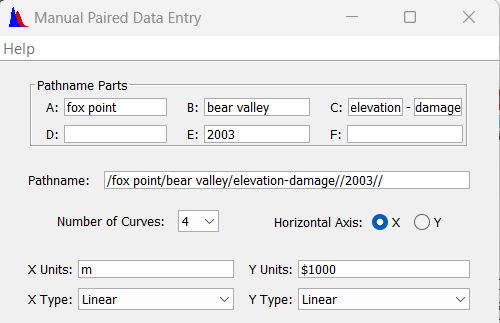 Manual Paired Data Entry
Help
Pathname Parts
A: fox point B: bear valley C: elevation - damage
D: E: 2003 F:
Pathname: /fox point/bear valley/elevation-damage//2003//
Number of Curves: 4 Horizontal Axis: X Y
X Units: m Y Units: $1000
X Type: Linear Y Type: Linear